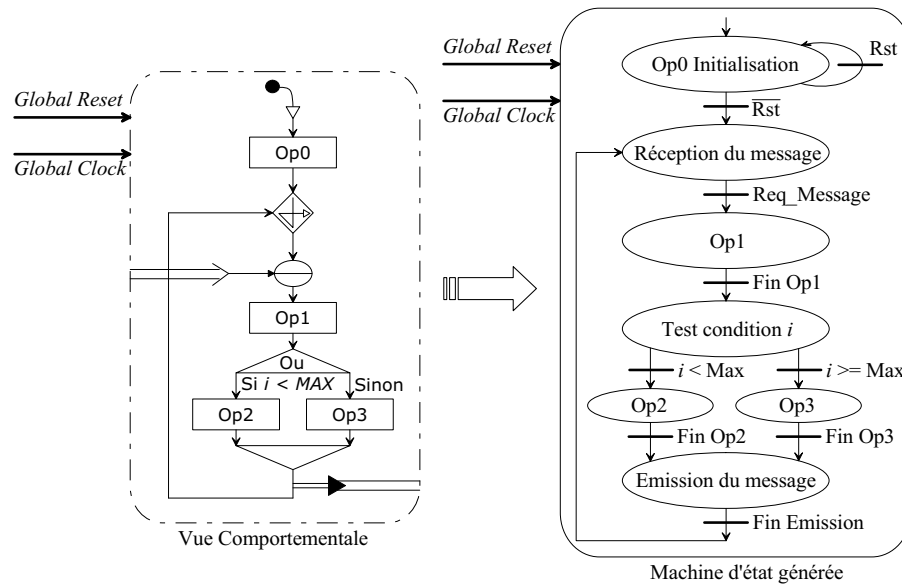 Global Reset
Global Clock
Op0
Op1
Ou
Si i < MAX
Sinon
Op2
Op3
Vue Comportementale
Global Reset
Global Clock
Op0 Initialisation
Rst
R̅s̅t̅
Réception du message
Req_Message
Op1
Fin Op1
Test condition i
i < Max
i >= Max
Op2
Op3
Fin Op2
Fin Op3
Emission du message
Fin Emission
Machine d'état générée